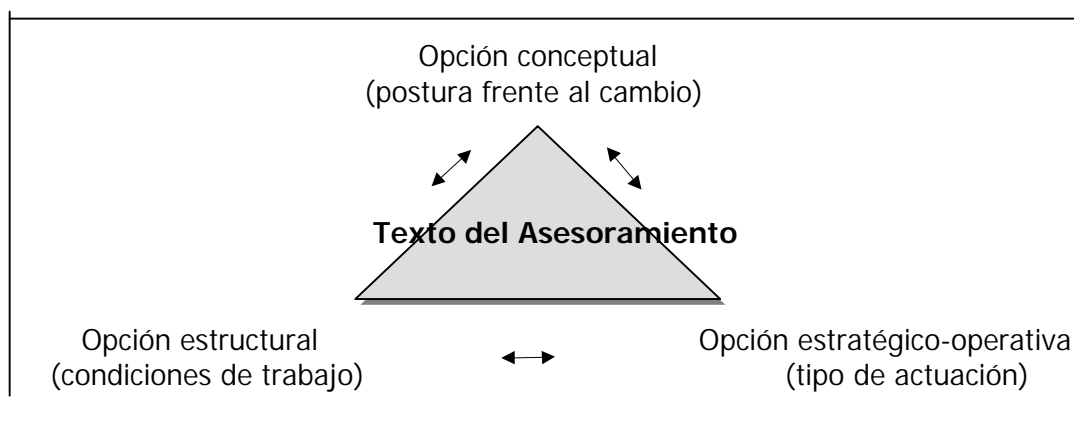 Opción conceptual
(postura frente al cambio)
Texto del Asesoramiento
Opción estructural
(condiciones de trabajo)
Opción estratégico-operativa
(tipo de actuación)